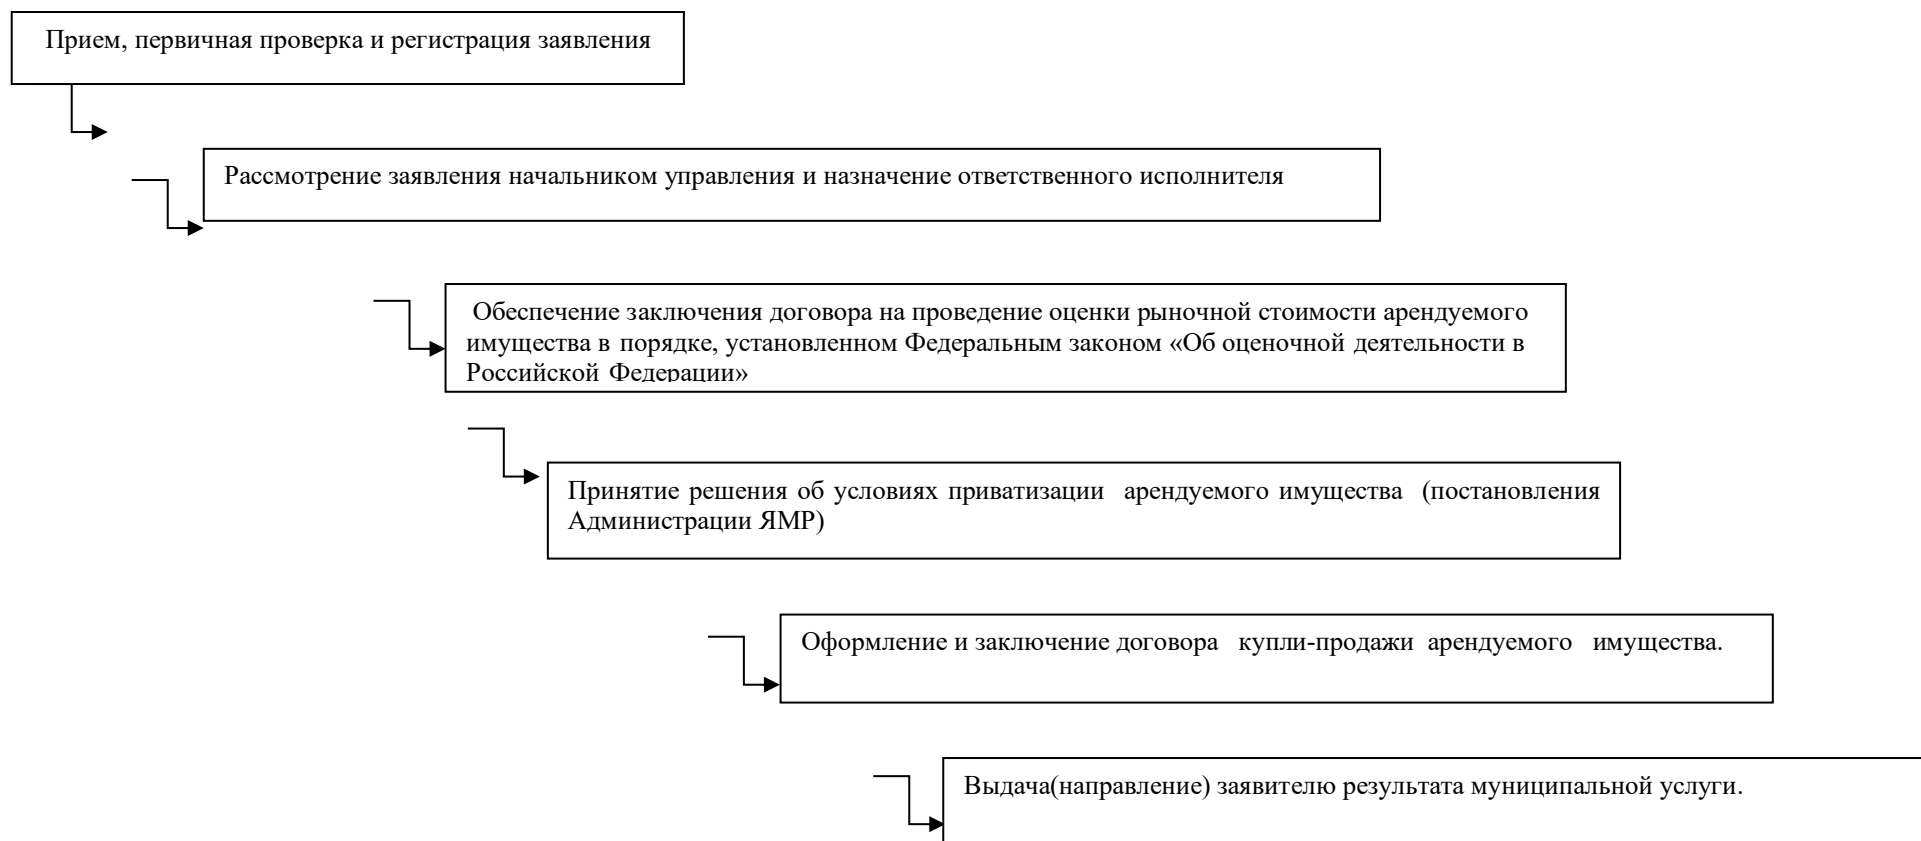 Прием, первичная проверка и регистрация заявления
Рассмотрение заявления начальником управления и назначение ответственного исполнителя
Обеспечение заключения договора на проведение оценки рыночной стоимости арендуемого
имущества в порядке, установленном Федеральным законом «Об оценочной деятельности в
Российской Федерации»
Принятие решения об условиях приватизации арендуемого имущества (постановления
Администрации ЯМР)
Оформление и заключение договора купли-продажи арендуемого имущества.
Выдача(направление) заявителю результата муниципальной услуги.